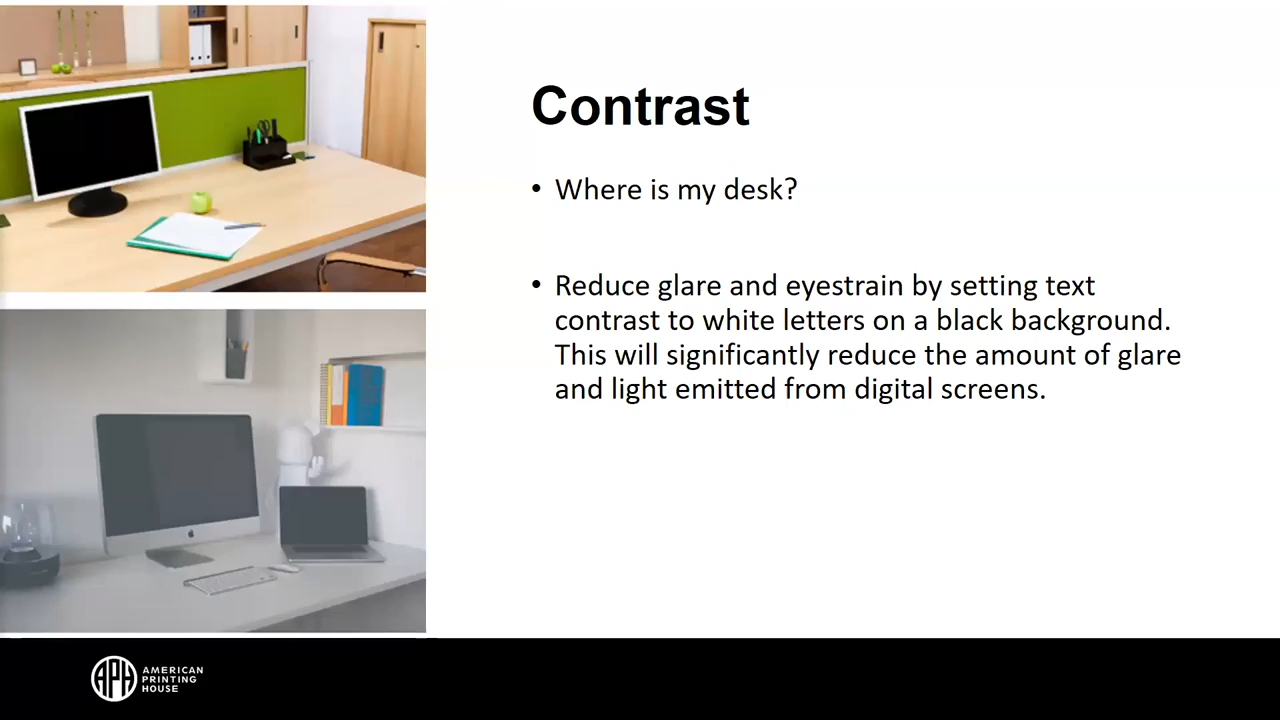 Contrast
• Where is my desk?
• Reduce glare and eyestrain by setting text
contrast to white letters on a black background.
This will significantly reduce the amount of glare
and light emitted from digital screens.
APH
AMERICAN
PRINTING
HOUSE